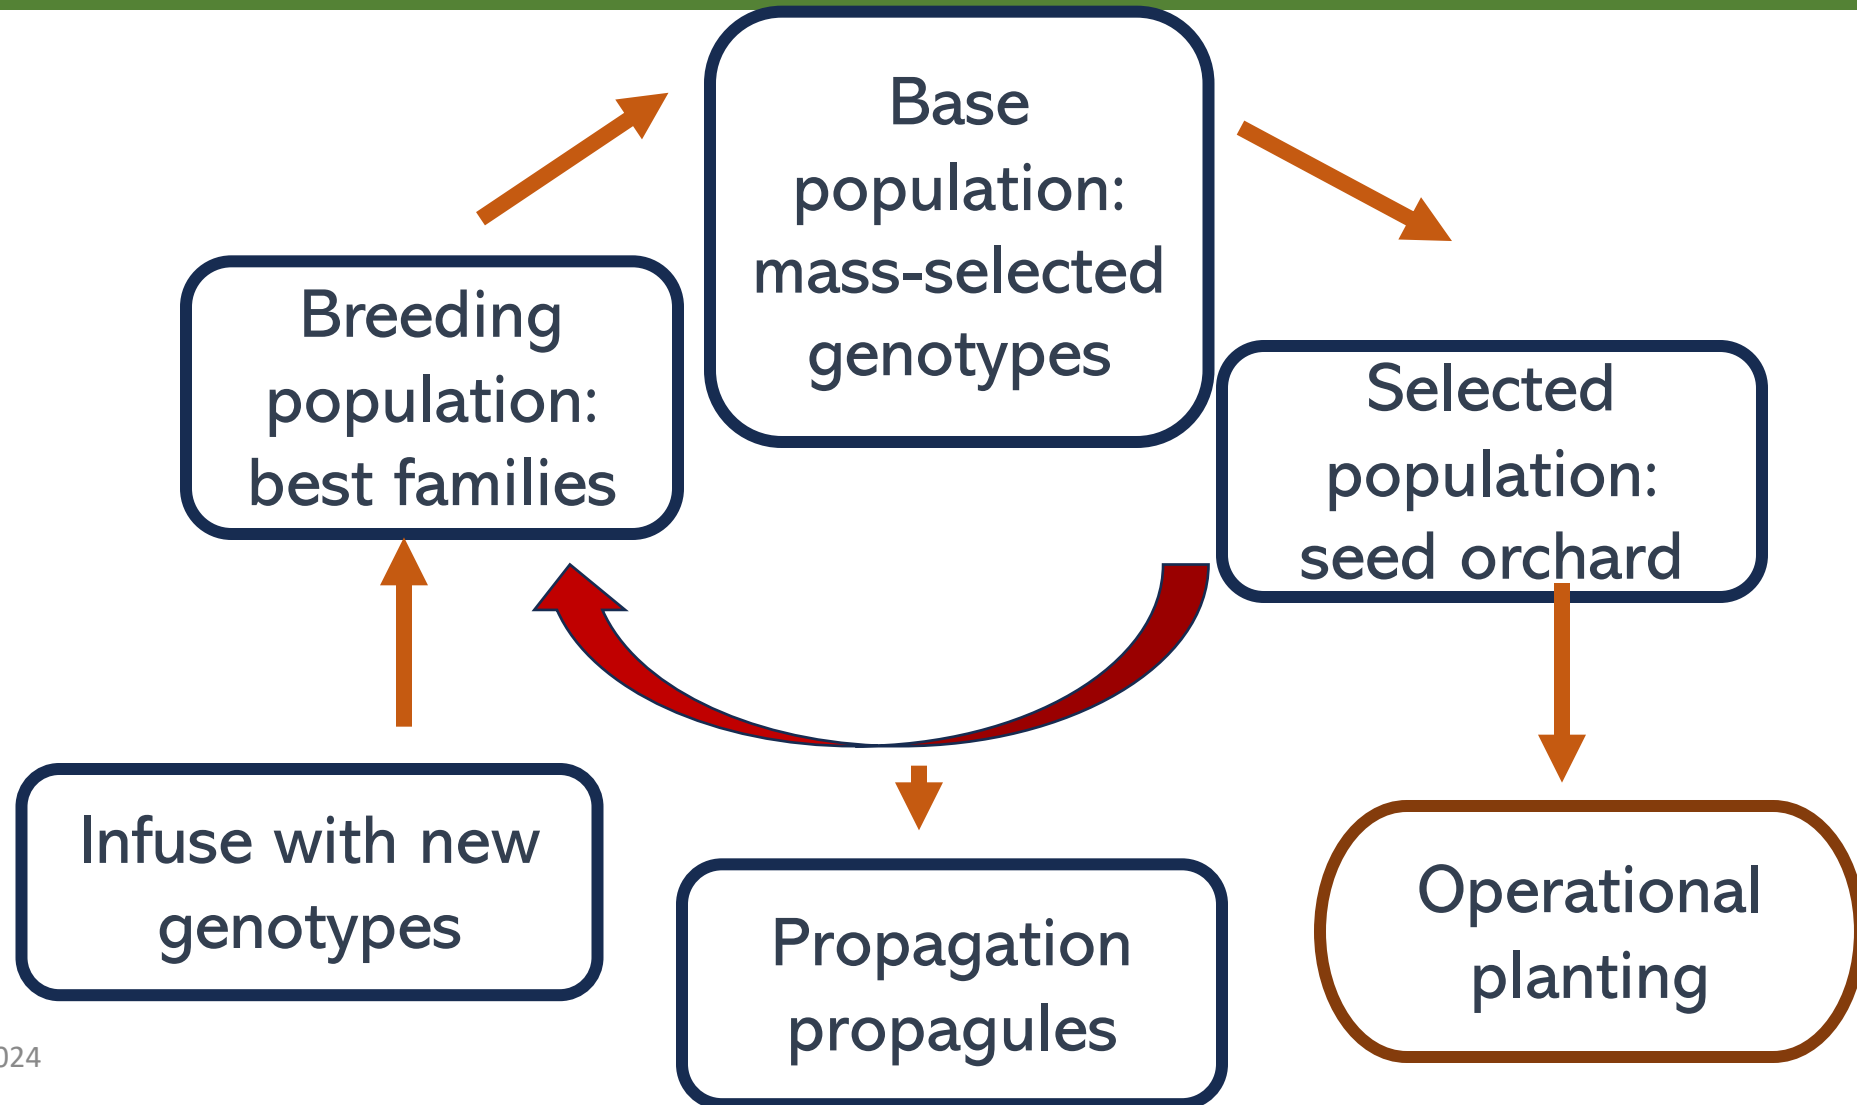 Base
population:
mass-selected
genotypes
Breeding
population:
best families
Selected
population:
seed orchard
Infuse with new
genotypes
Propagation
propagules
Operational
planting
024